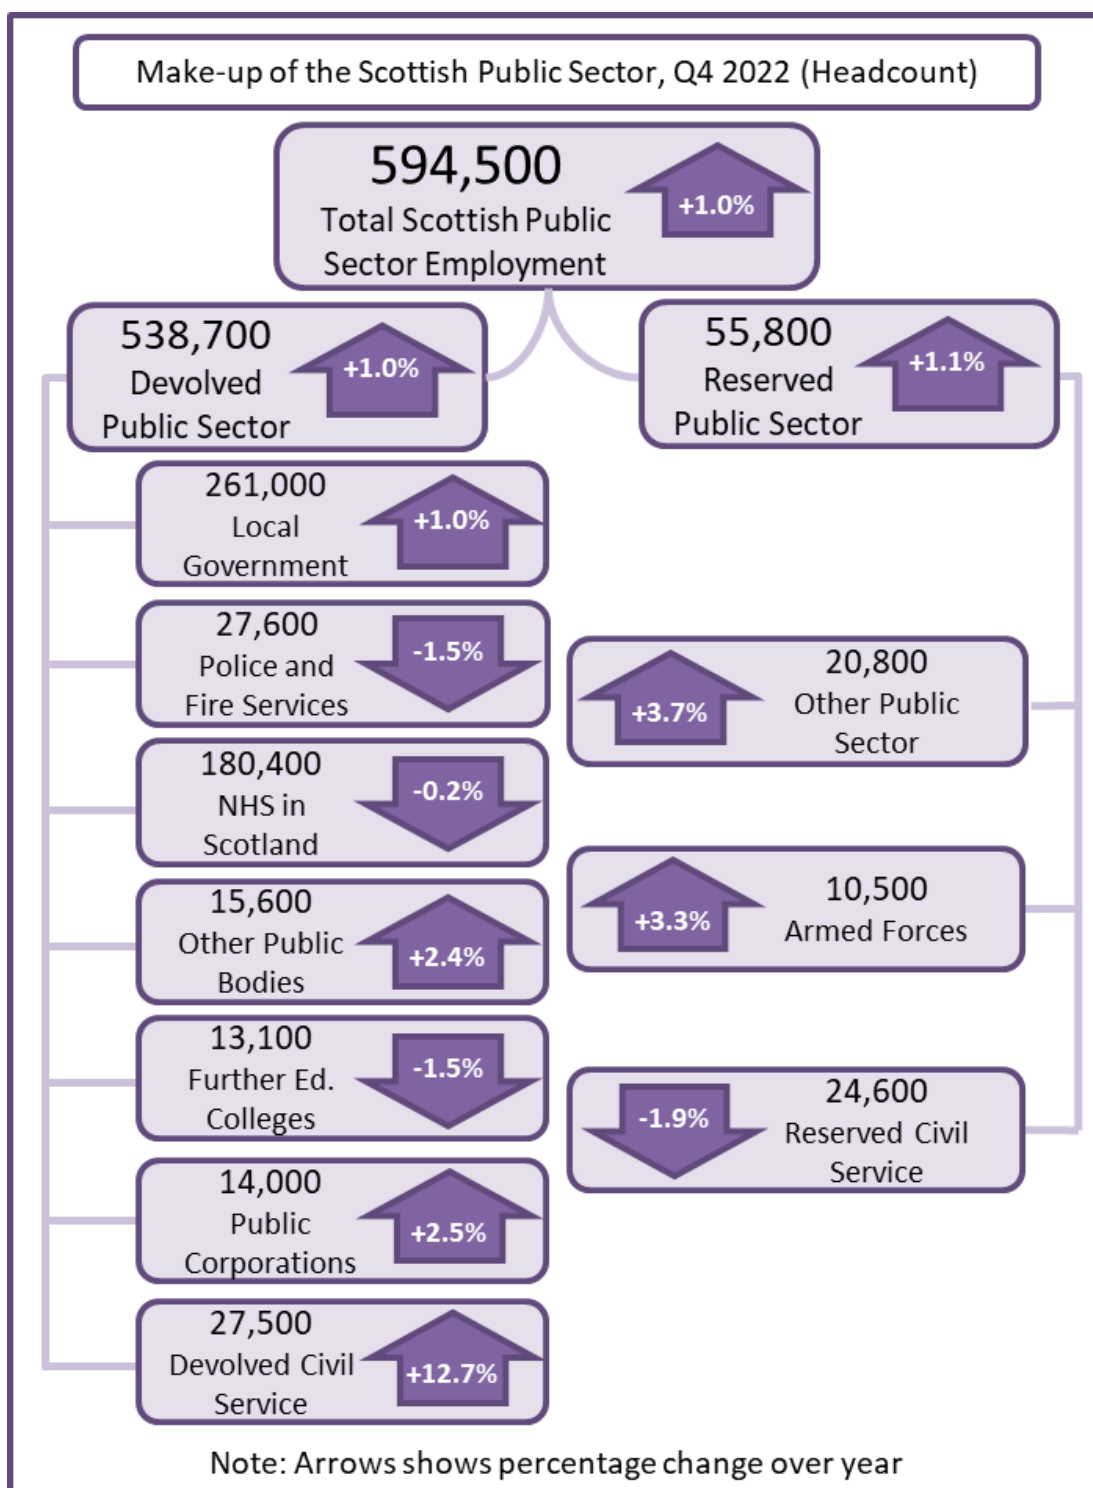 Make-up of the Scottish Public Sector, Q4 2022 (Headcount)
594,500
Total Scottish Public
Sector Employment
+1.0%
538,700
Devolved
Public Sector
+1.0%
55,800
Reserved
Public Sector
+1.1%
261,000
Local
Government
+1.0%
27,600
Police and
Fire Services
-1.5%
180,400
NHS in
Scotland
-0.2%
15,600
Other Public
Bodies
+2.4%
13,100
Further Ed.
Colleges
-1.5%
14,000
Public
Corporations
+2.5%
27,500
Devolved Civil
Service
+12.7%
+3.7%
20,800
Other Public
Sector
+3.3%
10,500
Armed Forces
-1.9%
24,600
Reserved Civil
Service
Note: Arrows shows percentage change over year